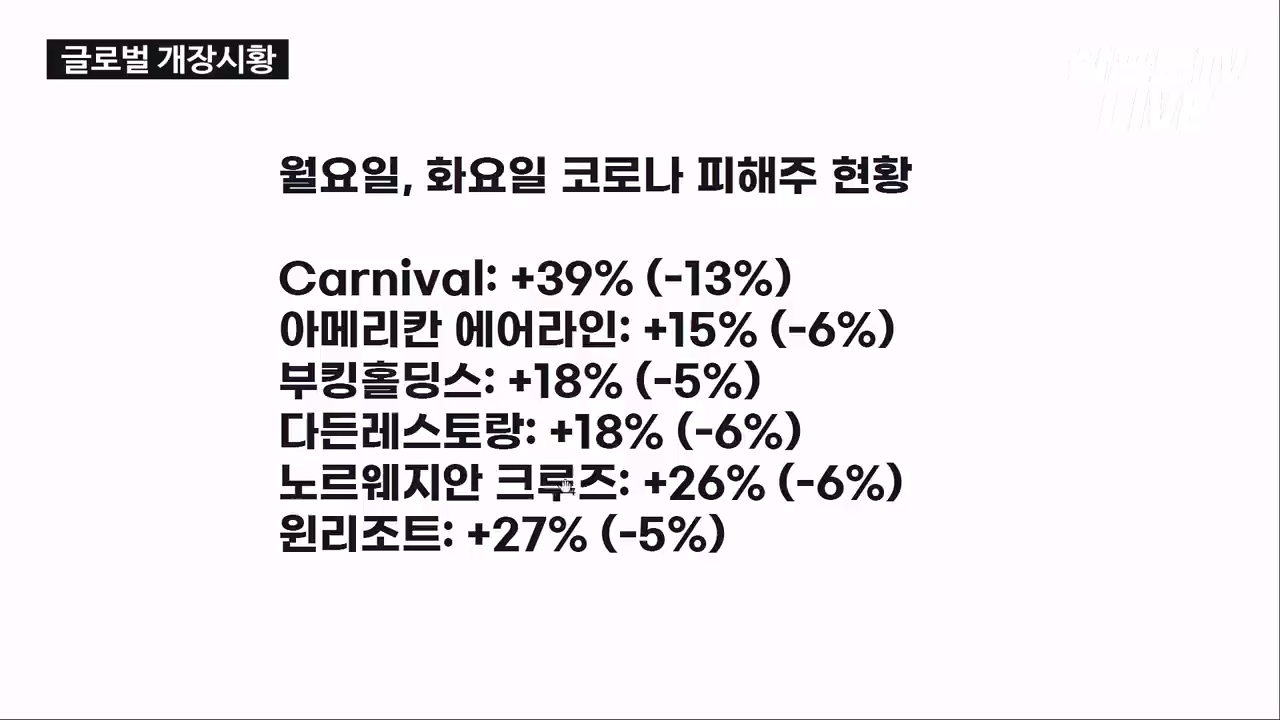 글로벌 개장시황
월요일, 화요일 코로나 피해주 현황
Carnival: +39% (-13%)
아메리칸 에어라인: +15% (-6%)
부킹홀딩스: +18% (-5%)
다든레스토랑: +18% (-6%)
노르웨지안 크루즈: +26% (-6%)
윈리조트: +27% (-5%)